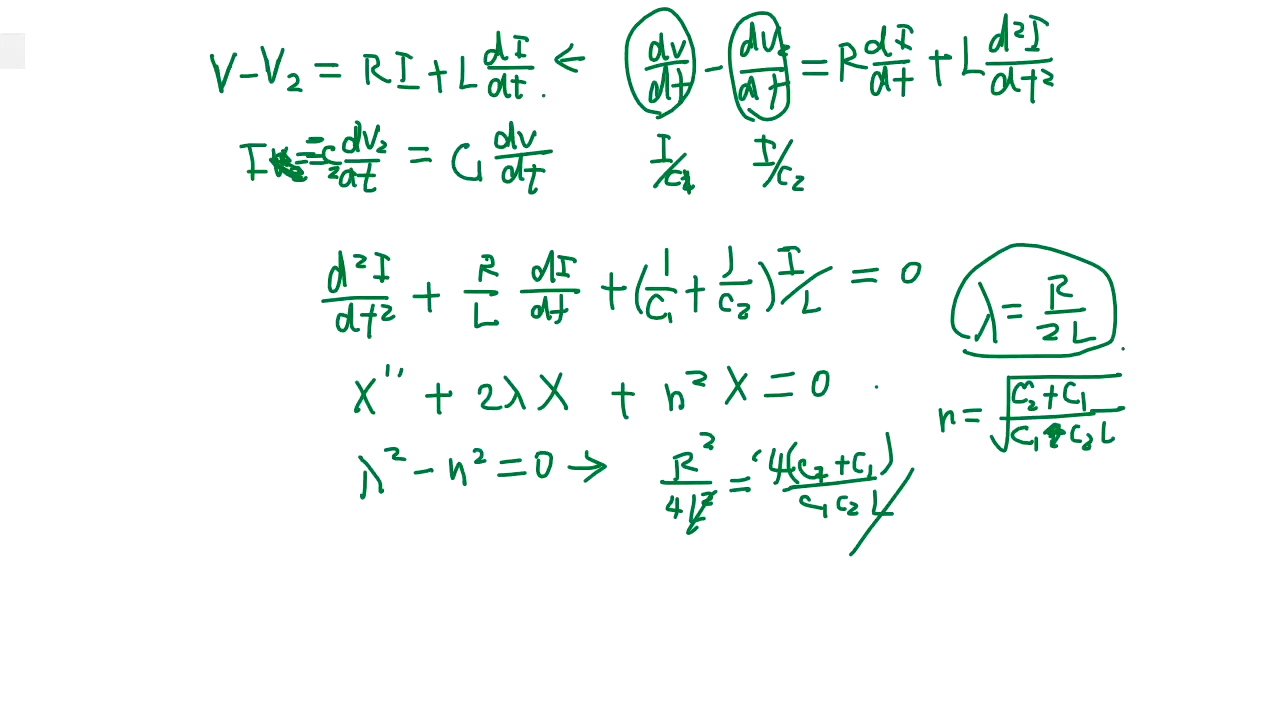 V-V₂ = RI + L dI/dt. ← dv/dt - dV₂/dt = R dI/dt + L d²I/dt²
I = C₂ dV₂/dt = C₁ dv/dt I/C₁ I/C₂
d²I/dt² + R/L dI/dt + (1/C₁ + 1/C₂) I/L = 0 λ = R/2L
X'' + 2λX + n²X = 0 n = √((C₂+C₁)/(C₁C₂L))
λ² - n² = 0 → R²/4L² = 4(C₂+C₁)/C₁C₂L